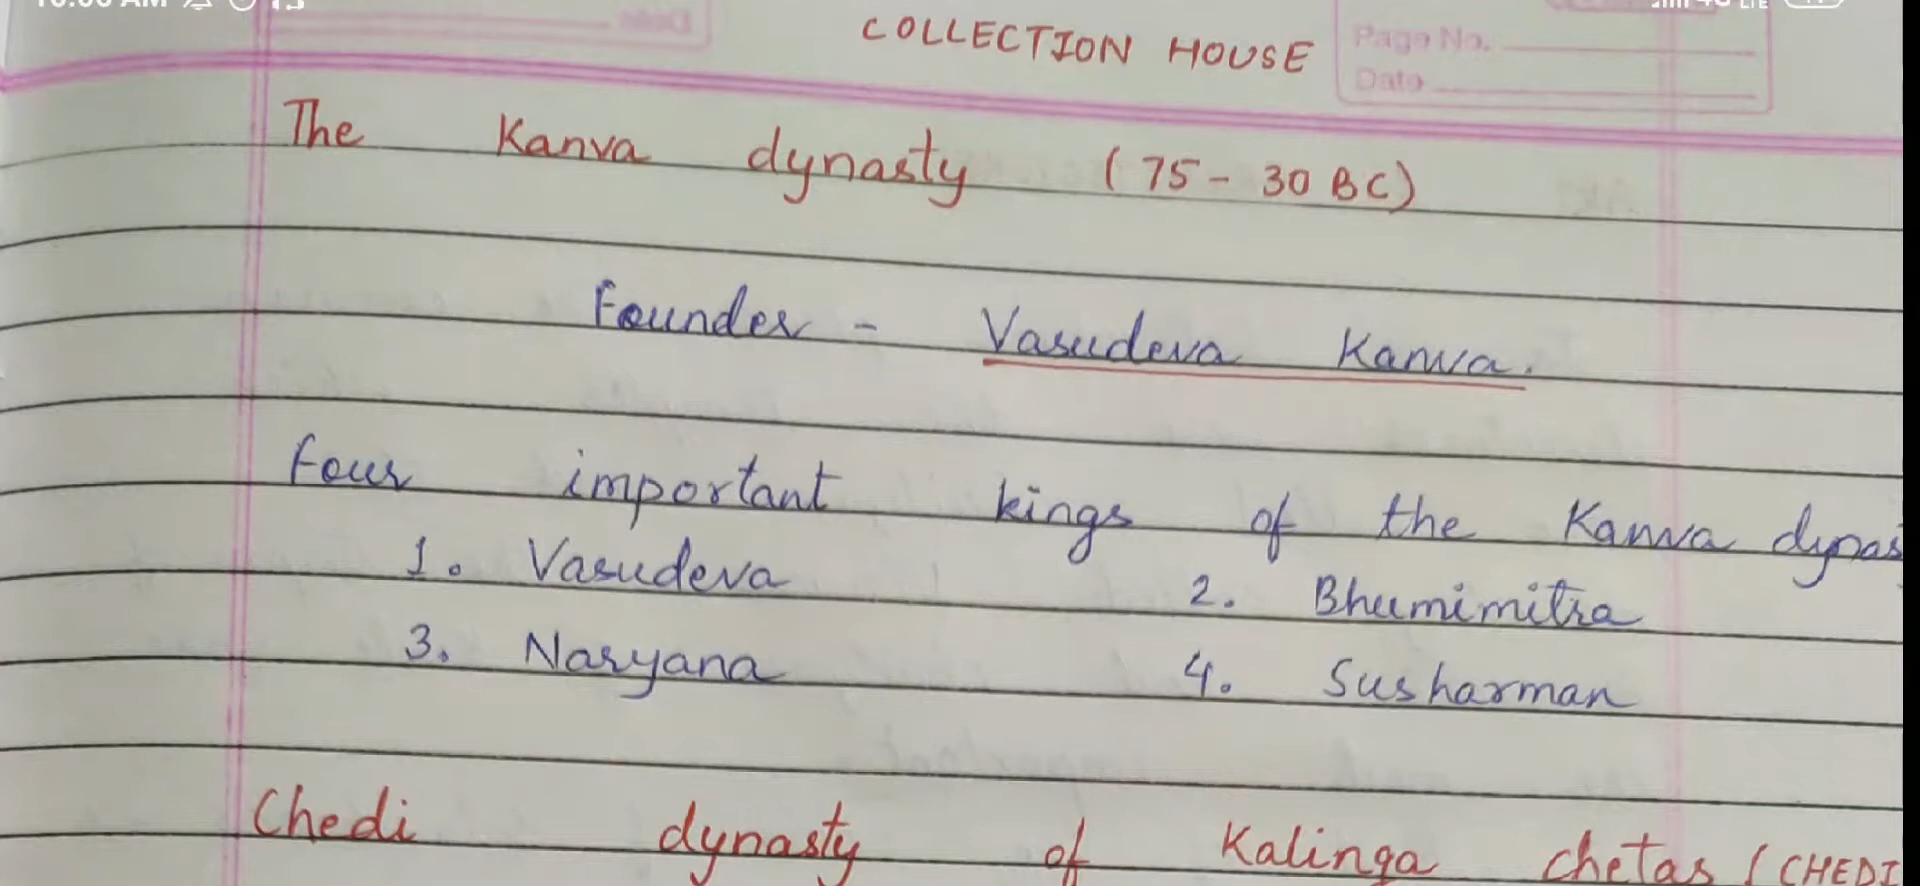 COLLECTION HOUSE
Page No.
Date
The Kanva dynasty (75-30 BC)
Founder - Vasudeva Kanva.
Four important kings of the Kanva
1. Vasudeva 2. Bhumimitra
3. Naryana 4. Susharman
Chedi dynasty of Kalinga chetas (CHEDI